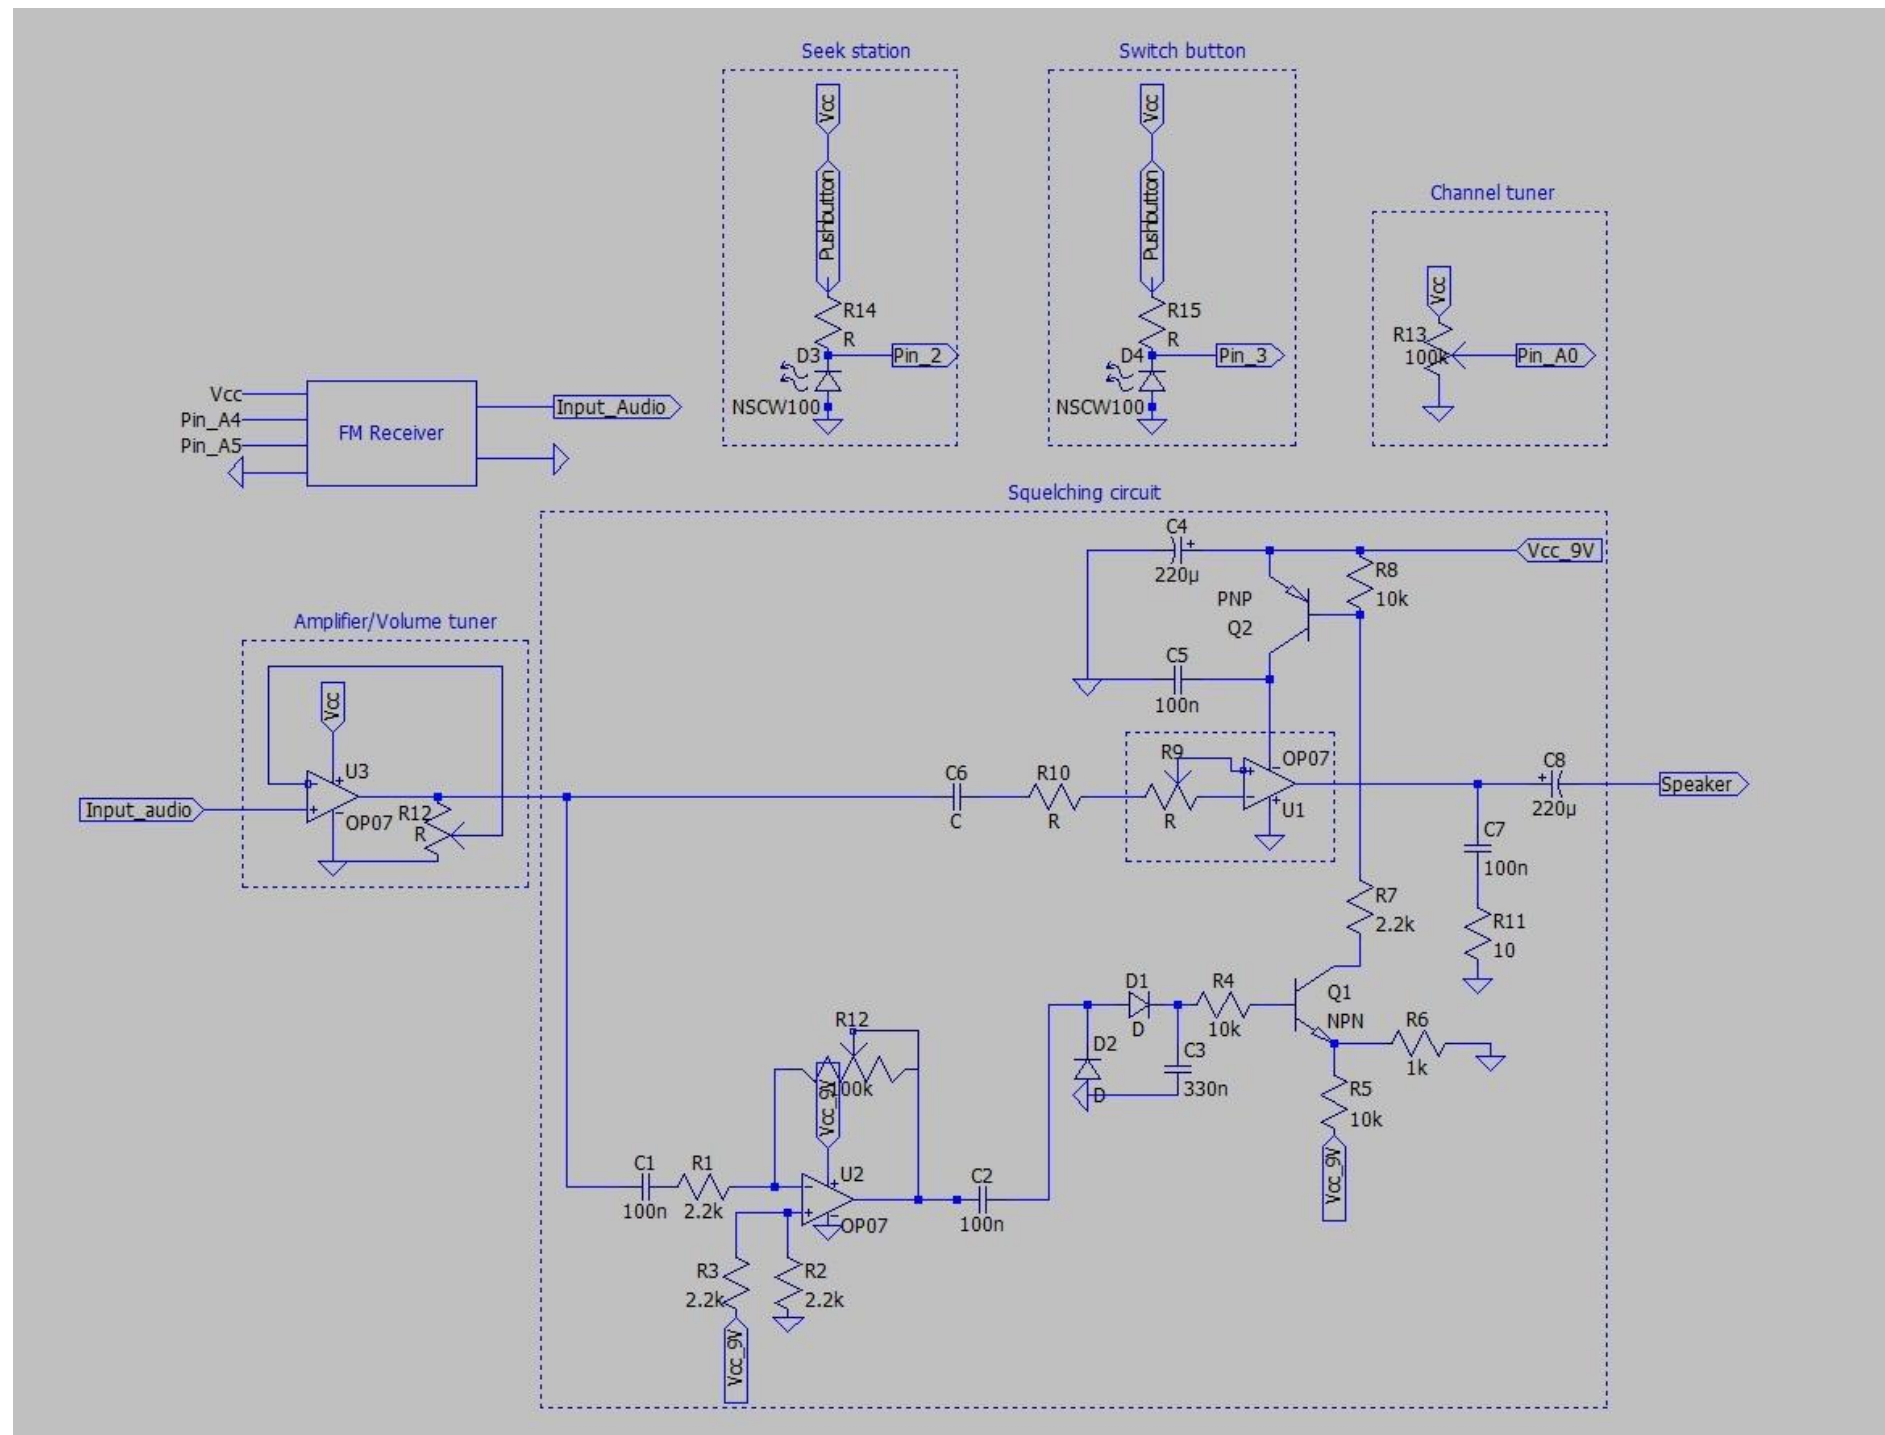 Seek station
Switch button
Vcc
Vcc
Pushbutton
Pushbutton
Channel tuner
Vcc
R14
R
R15
R
R13
100k
D3
Pin_2
D4
Pin_3
Pin_A0
NSCW100
NSCW100
Vcc
Pin_A4
Pin_A5
FM Receiver
Input_Audio
Squelching circuit
C4
+
220µ
Vcc_9V
R8
10k
PNP
Q2
Amplifier/Volume tuner
C5
100n
Vcc
U3
Input_audio
OP07
R12
R
C6
C
R10
R
R9
R
OP07
U1
C8
+
220µ
Speaker
C7
100n
R7
2.2k
R11
10
D1
D
R4
10k
Q1
NPN
R6
1k
D2
D
C3
330n
R5
10k
Vcc_9V
R12
100k
Vcc_9V
C1
100n
R1
2.2k
U2
OP07
C2
100n
R3
2.2k
R2
2.2k
Vcc_9V